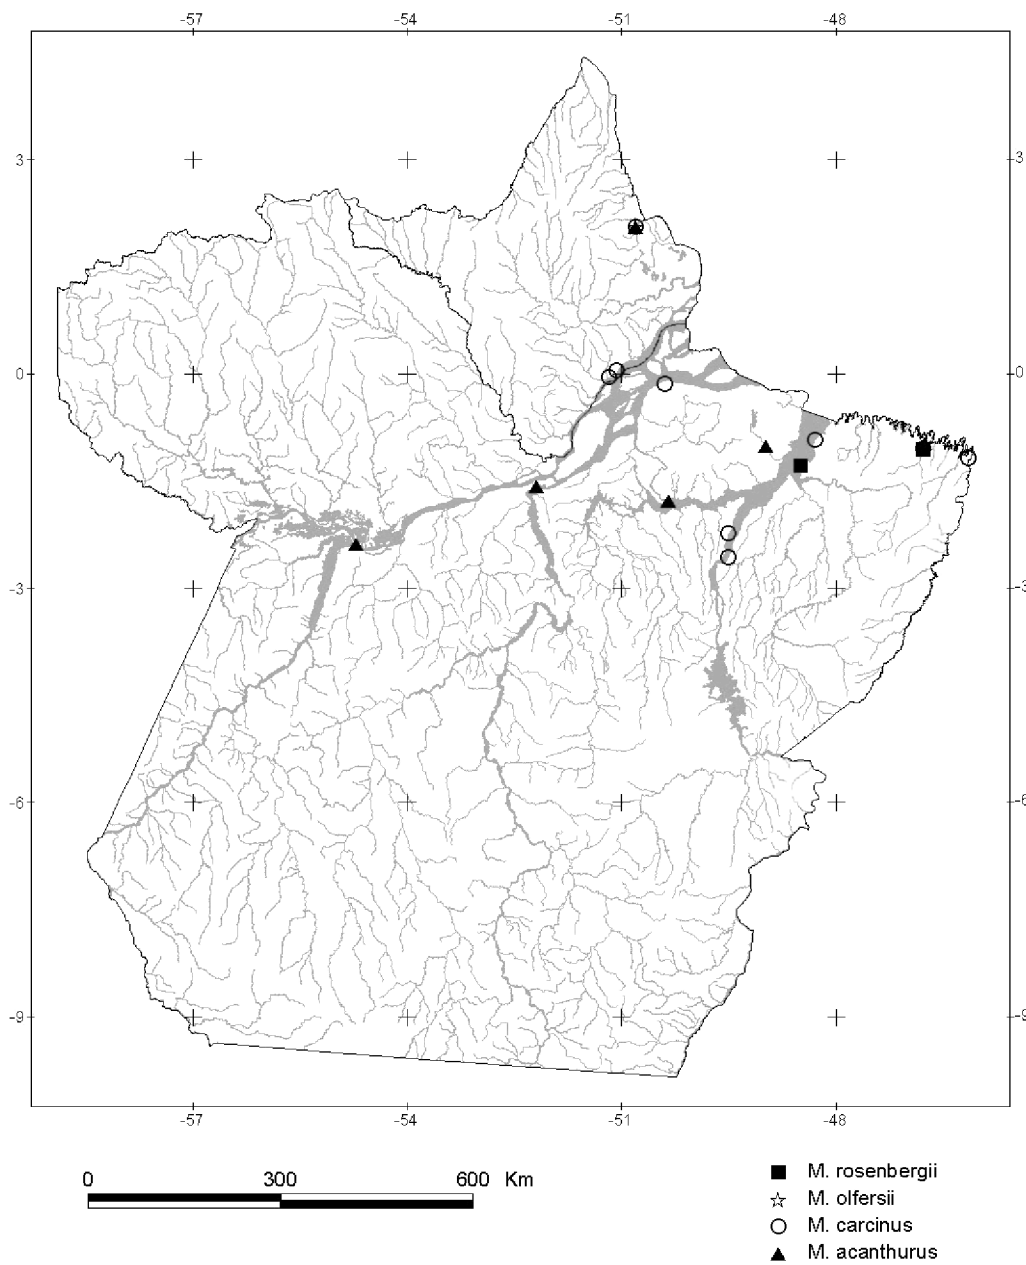 -57 -54 -51 -48
3 3
0 0
-3 -3
-6 -6
-9 -9
-57 -54 -51 -48
0 300 600 Km
M. rosenbergii
M. olfersii
M. carcinus
M. acanthurus